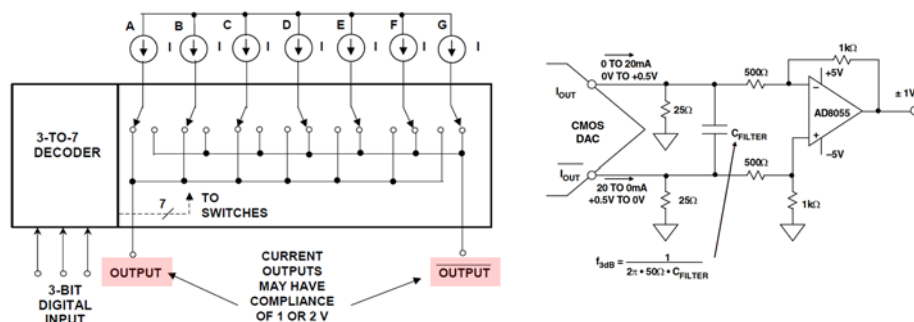 A B C D E F G
I I I I I I I
3-TO-7
DECODER
7
TO
SWITCHES
OUTPUT
OUTPUT
3-BIT
DIGITAL
INPUT
CURRENT
OUTPUTS
MAY HAVE
COMPLIANCE
OF 1 OR 2 V
0 TO 20mA
0V TO +0.5V
IOUT
CMOS
DAC
IOUT
20 TO 0mA
+0.5V TO 0V
25Ω
25Ω
CFILTER
500Ω
500Ω
1kΩ
+5V
−
AD8055
+
−5V
± 1V
1kΩ
f3dB = 1
2π • 50Ω • CFILTER